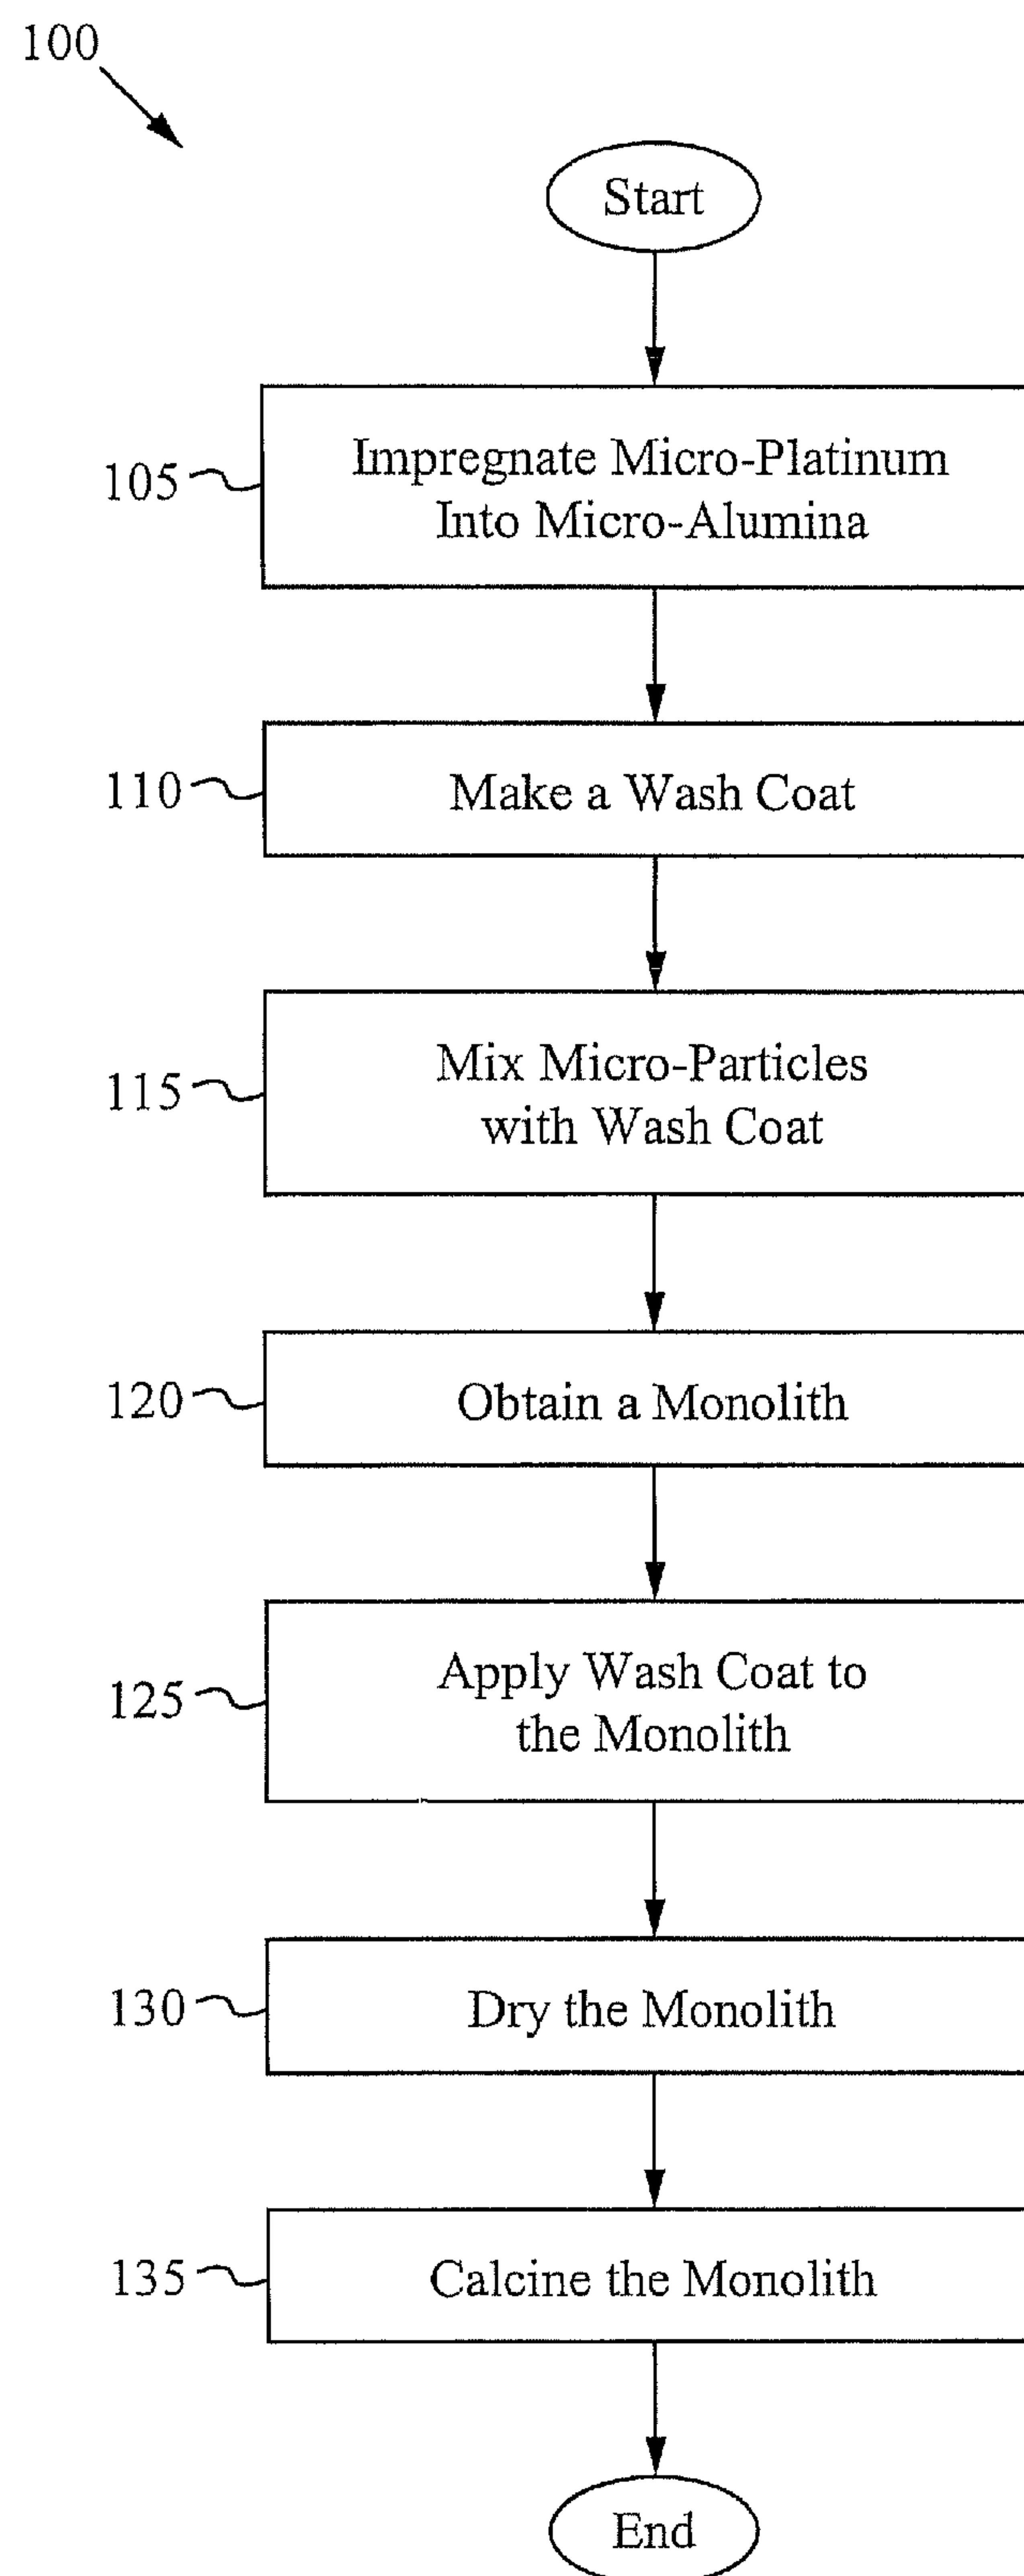 100
Start
105
Impregnate Micro-Platinum
Into Micro-Alumina
110
Make a Wash Coat
115
Mix Micro-Particles
with Wash Coat
120
Obtain a Monolith
125
Apply Wash Coat to
the Monolith
130
Dry the Monolith
135
Calcine the Monolith
End